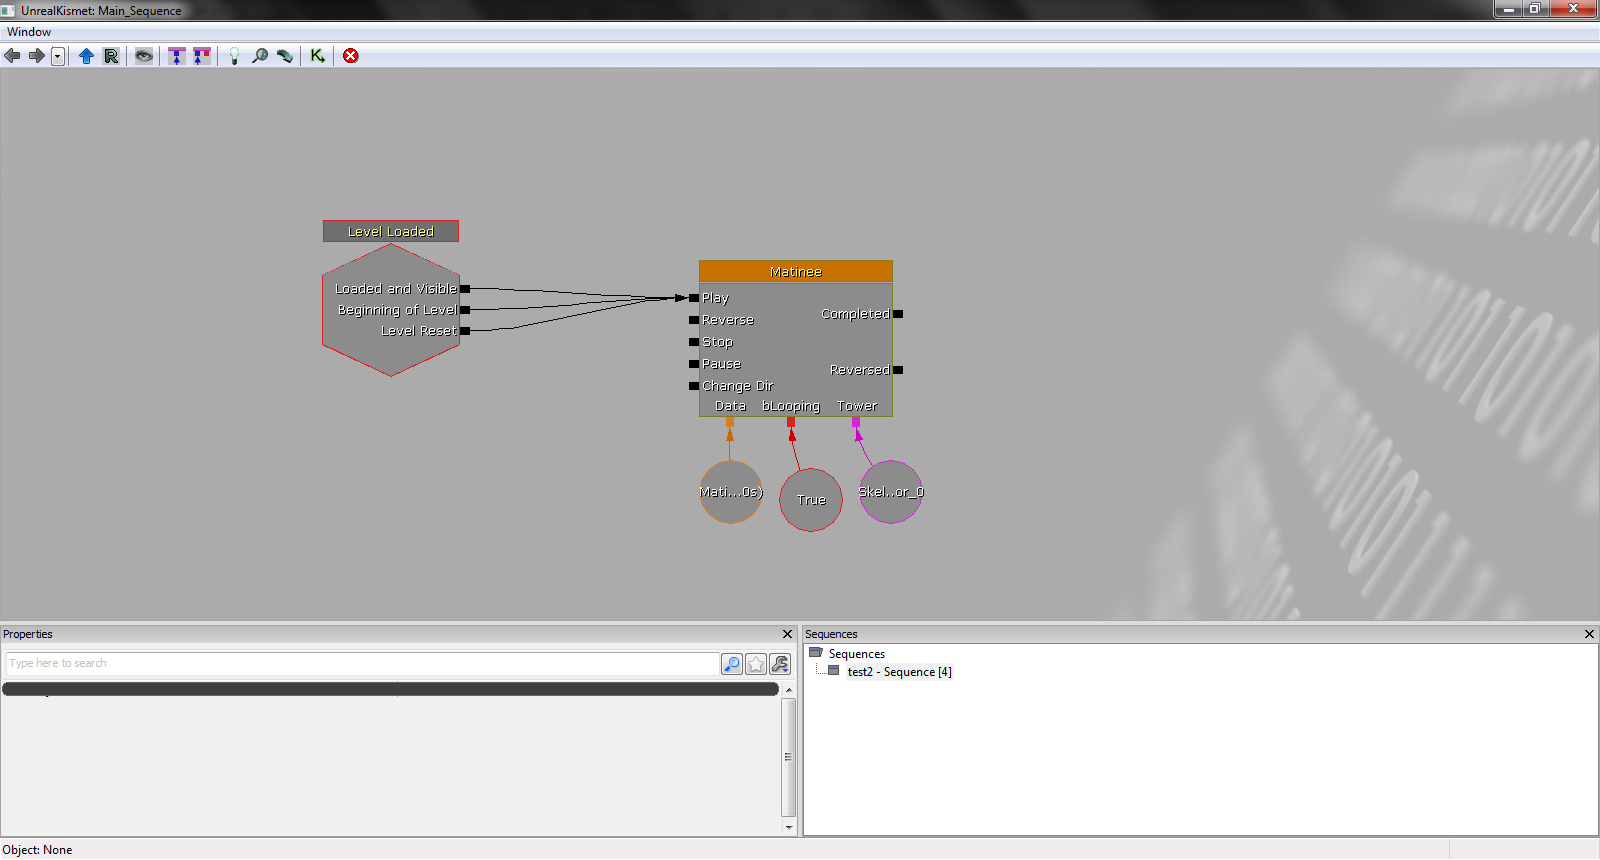 UnrealKismet: Main_Sequence
Window
Level Loaded
Loaded and Visible
Beginning of Level
Level Reset
Matinee
Play
Reverse
Completed
Stop
Pause
Reversed
Change Dir
Data bLooping Tower
Mati...0s)
True
Skel..or_0
Properties
Type here to search
Sequences
Sequences
test2 - Sequence [4]
Object: None